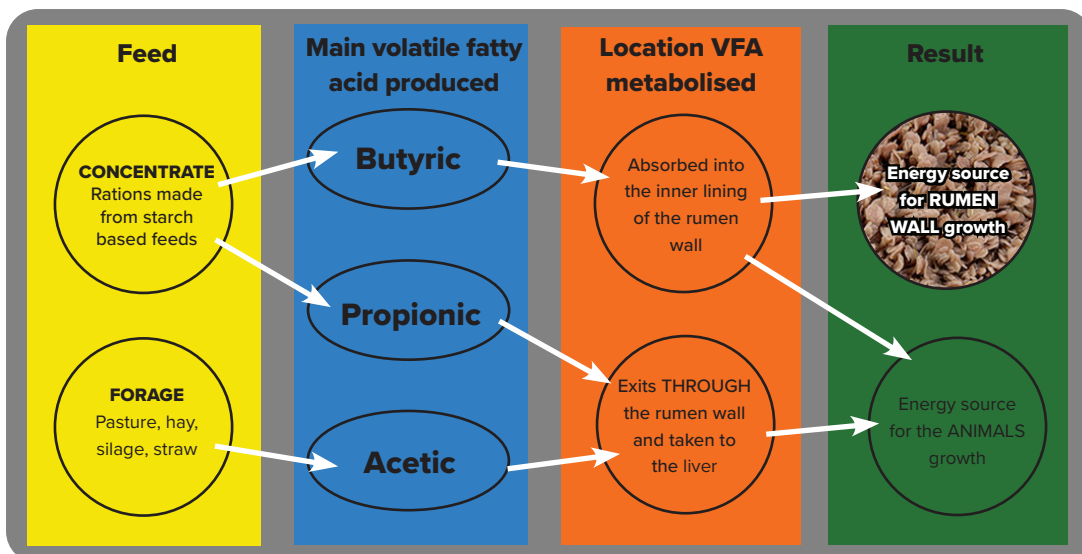 Feed
CONCENTRATE
Rations made
from starch
based feeds
FORAGE
Pasture, hay,
silage, straw
Main volatile fatty
acid produced
Butyric
Propionic
Acetic
Location VFA
metabolised
Absorbed into
the inner lining
of the rumen
wall
Exits THROUGH
the rumen wall
and taken to
the liver
Result
Energy source
for RUMEN
WALL growth
Energy source
for the ANIMALS
growth